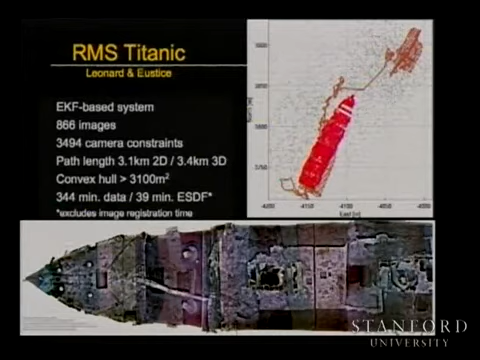 RMS Titanic
Leonard & Eustice
EKF-based system
866 images
3494 camera constraints
Path length 3.1km 2D / 3.4km 3D
Convex hull > 3100m²
344 min. data / 39 min. ESDF*
*excludes image registration time
East [m]
STANFORD
UNIVERSITY